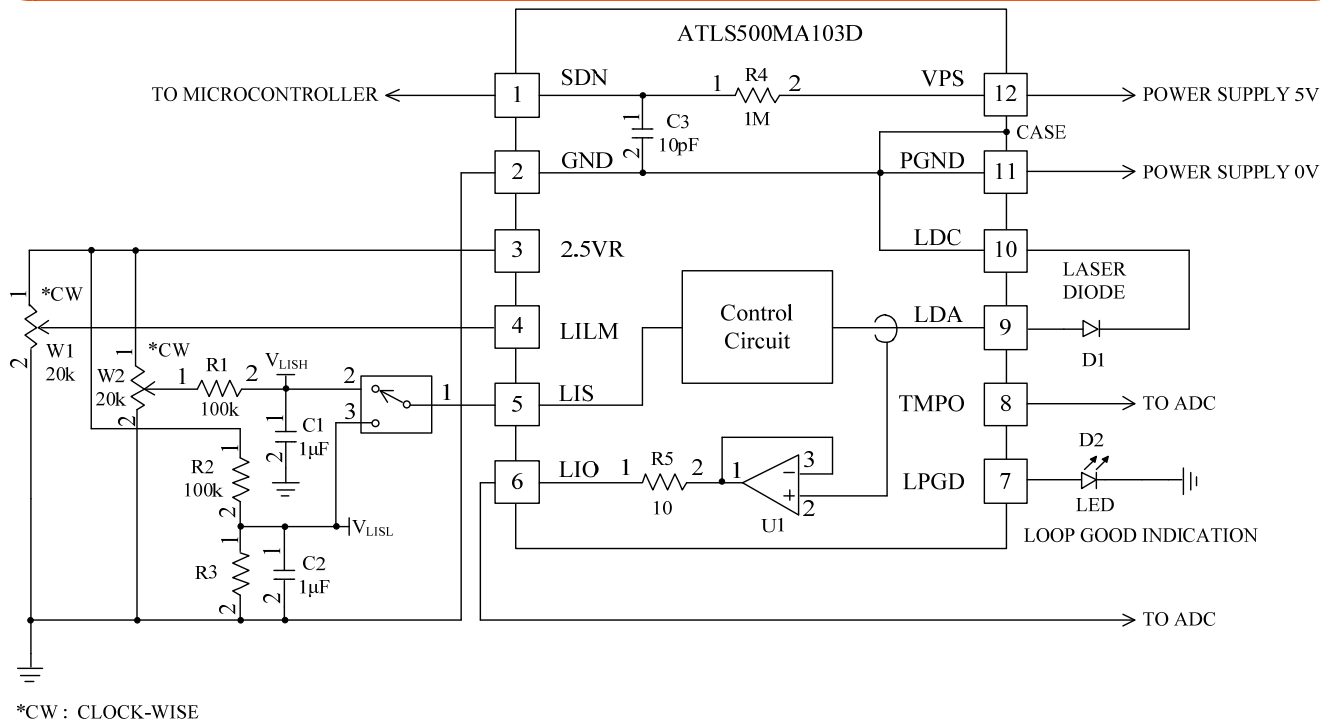 ATLS500MA103D
TO MICROCONTROLLER
1
SDN
1
R4
2
1M
VPS
12
POWER SUPPLY 5V
1
C3
10pF
2
CASE
2
GND
PGND
11
POWER SUPPLY 0V
3
2.5VR
LDC
10
LASER
DIODE
1
*CW
W1
20k
2
4
LILM
Control
Circuit
LDA
9
D1
1
*CW
W2
20k
2
1
R1
2
100k
VLISH
2
3
1
5
LIS
TMPO
8
TO ADC
1
C1
1µF
2
1
R2
100k
2
6
LIO
1
R5
2
10
1
3
−
+
2
U1
LPGD
7
D2
LED
LOOP GOOD INDICATION
VLISL
1
R3
2
1
C2
1µF
2
TO ADC
*CW : CLOCK-WISE